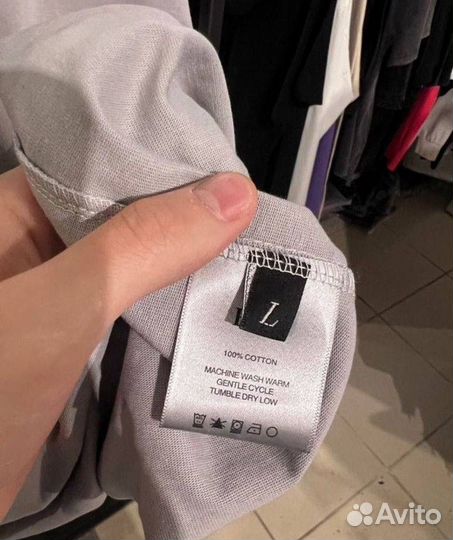 L
100% COTTON
MACHINE WASH WARM
GENTLE CYCLE
TUMBLE DRY LOW
Avito